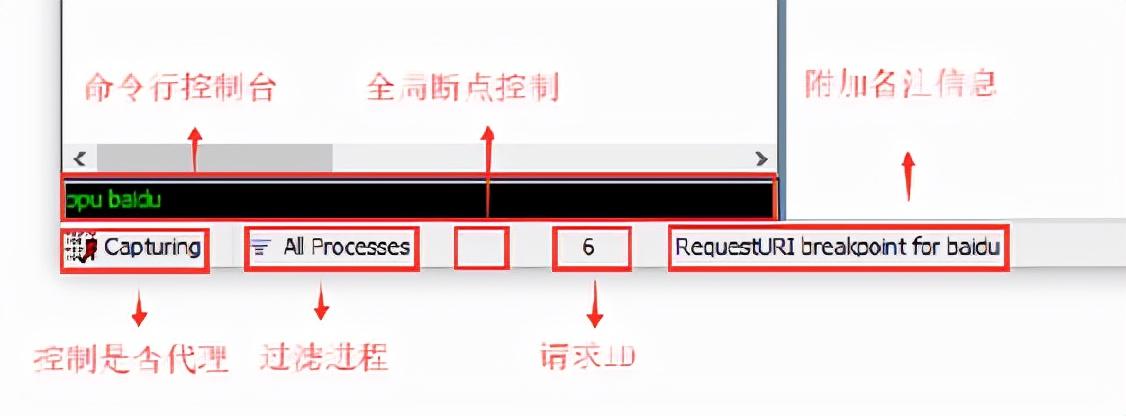 命令行控制台
全局断点控制
附加备注信息
bpu baidu
Capturing
All Processes
6
RequestURI breakpoint for baidu
控制是否代理
过滤进程
请求ID